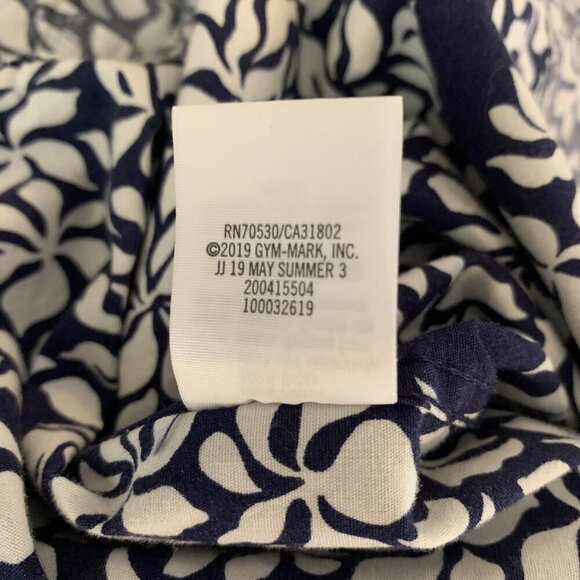 RN70530/CA31802
©2019 GYM-MARK, INC.
JJ 19 MAY SUMMER 3
200415504
100032619